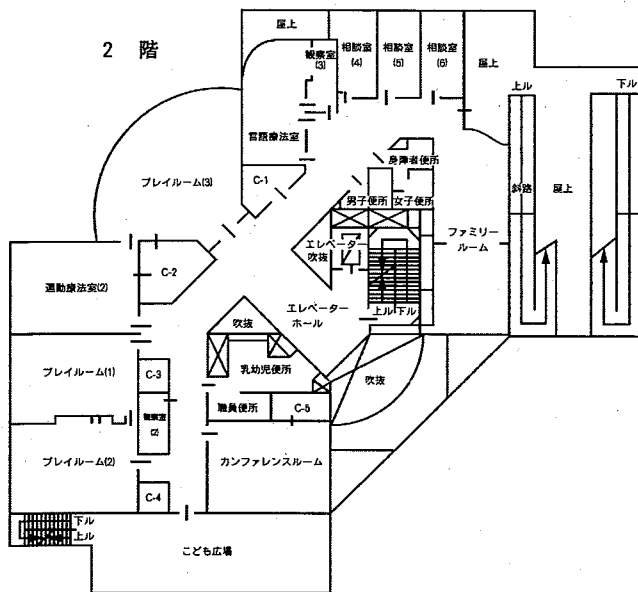 2 階
屋上
観察室
(3)
相談室
(4)
相談室
(5)
相談室
(6)
屋上
上ル
下ル
言語療法室
身障者便所
プレイルーム(3)
C-1
斜路
屋上
男子便所
女子便所
ファミリー
ルーム
エレベーター
吹抜
運動療法室(2)
C-2
エレベーター
ホール
上ル
下ル
吹抜
プレイルーム(1)
C-3
乳幼児便所
吹抜
観察室
(2)
職員便所
C-5
プレイルーム(2)
カンファレンスルーム
C-4
下ル
上ル
こども広場